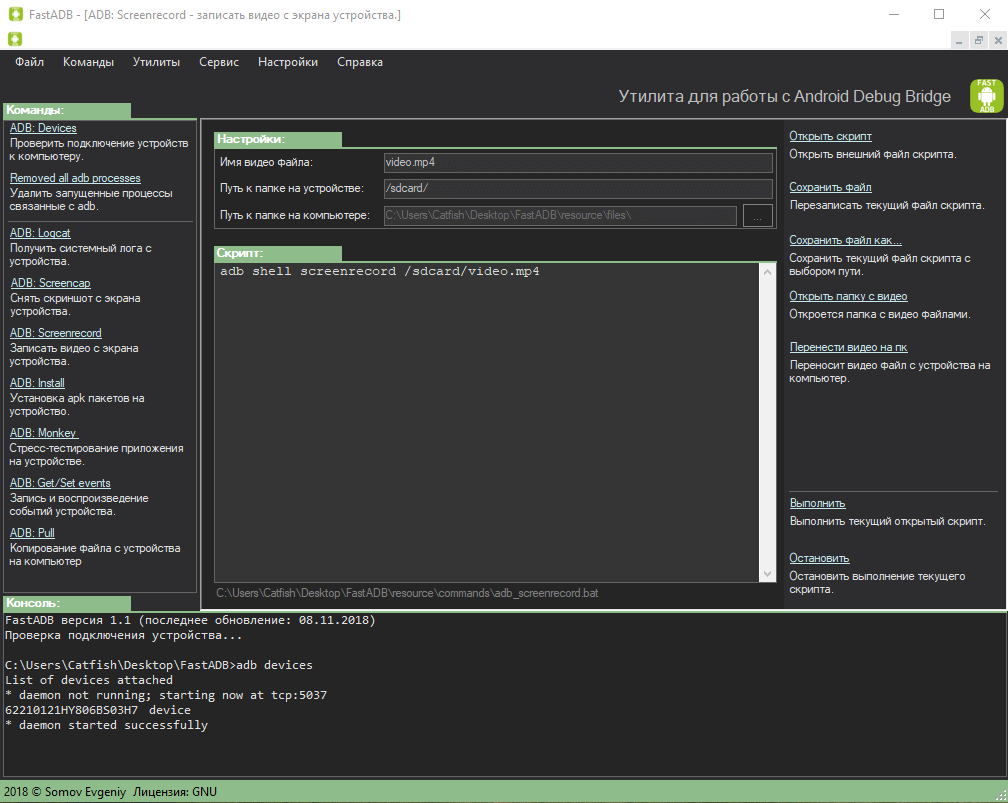 FastADB - [ADB: Screenrecord - записать видео с экрана устройства.]
Файл Команды Утилиты Сервис Настройки Справка
Утилита для работы с Android Debug Bridge
FAST
ADB
Команды:
ADB: Devices
Проверить подключение устройств
к компьютеру.
Removed all adb processes
Удалить запущенные процессы
связанные с adb.
ADB: Logcat
Получить системный лога с
устройства.
ADB: Screencap
Снять скриншот с экрана
устройства.
ADB: Screenrecord
Записать видео с экрана
устройства.
ADB: Install
Установка apk пакетов на
устройство.
ADB: Monkey
Стресс-тестирование приложения
на устройстве.
ADB: Get/Set events
Запись и воспроизведение
событий устройства.
ADB: Pull
Копирование файла с устройства
на компьютер
Настройки:
Имя видео файла: video.mp4
Путь к папке на устройстве: /sdcard/
Путь к папке на компьютере: C:\Users\Catfish\Desktop\FastADB\resource\files\ ...
Скрипт:
adb shell screenrecord /sdcard/video.mp4
C:\Users\Catfish\Desktop\FastADB\resource\commands\adb_screenrecord.bat
Открыть скрипт
Открыть внешний файл скрипта.
Сохранить файл
Перезаписать текущий файл скрипта.
Сохранить файл как...
Сохранить текущий файл скрипта с
выбором пути.
Открыть папку с видео
Откроется папка с видео файлами.
Перенести видео на пк
Переносит видео файл с устройства на
компьютер.
Выполнить
Выполнить текущий открытый скрипт.
Остановить
Остановить выполнение текущего
скрипта.
Консоль:
FastADB версия 1.1 (последнее обновление: 08.11.2018)
Проверка подключения устройства...
C:\Users\Catfish\Desktop\FastADB>adb devices
List of devices attached
* daemon not running; starting now at tcp:5037
62210121HY806BS03H7 device
* daemon started successfully
2018 © Somov Evgeniy Лицензия: GNU